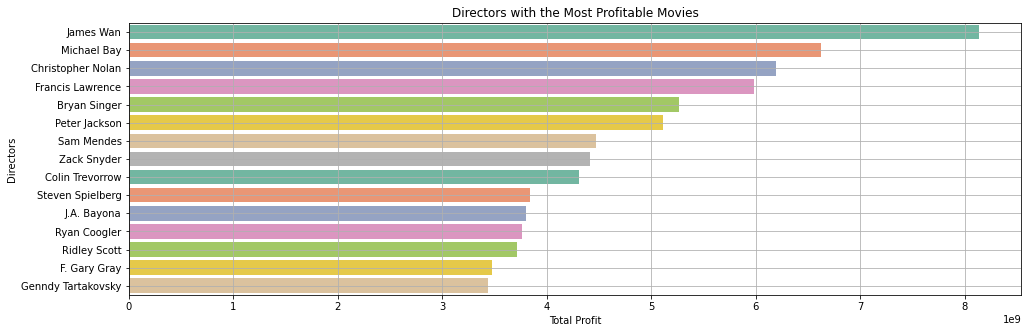 Directors with the Most Profitable Movies
Directors
James Wan
Michael Bay
Christopher Nolan
Francis Lawrence
Bryan Singer
Peter Jackson
Sam Mendes
Zack Snyder
Colin Trevorrow
Steven Spielberg
J.A. Bayona
Ryan Coogler
Ridley Scott
F. Gary Gray
Genndy Tartakovsky
0 1 2 3 4 5 6 7 8
Total Profit
1e9